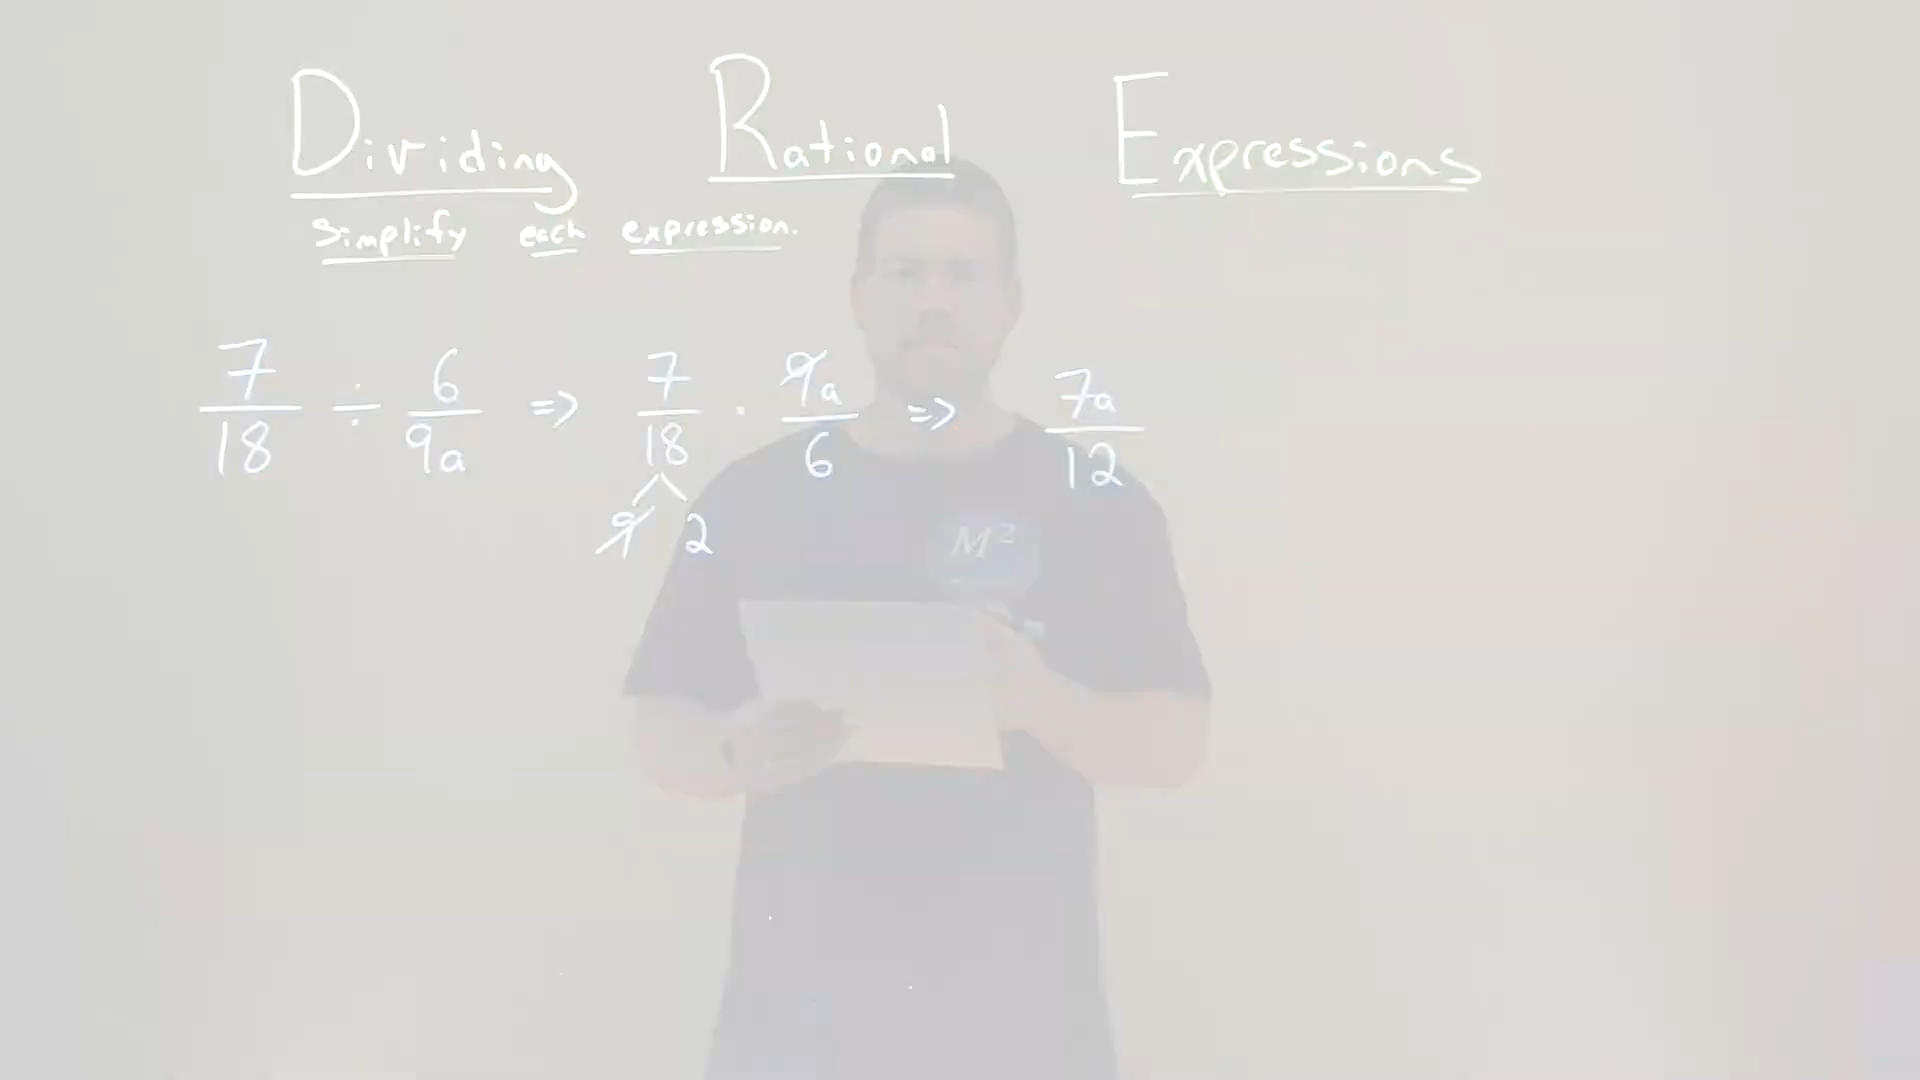 Dividing Rational Expressions
Simplify each expression.
7/18 ÷ 6/9a => 7/18 · 9a/6 => 7a/12
9 2
M²